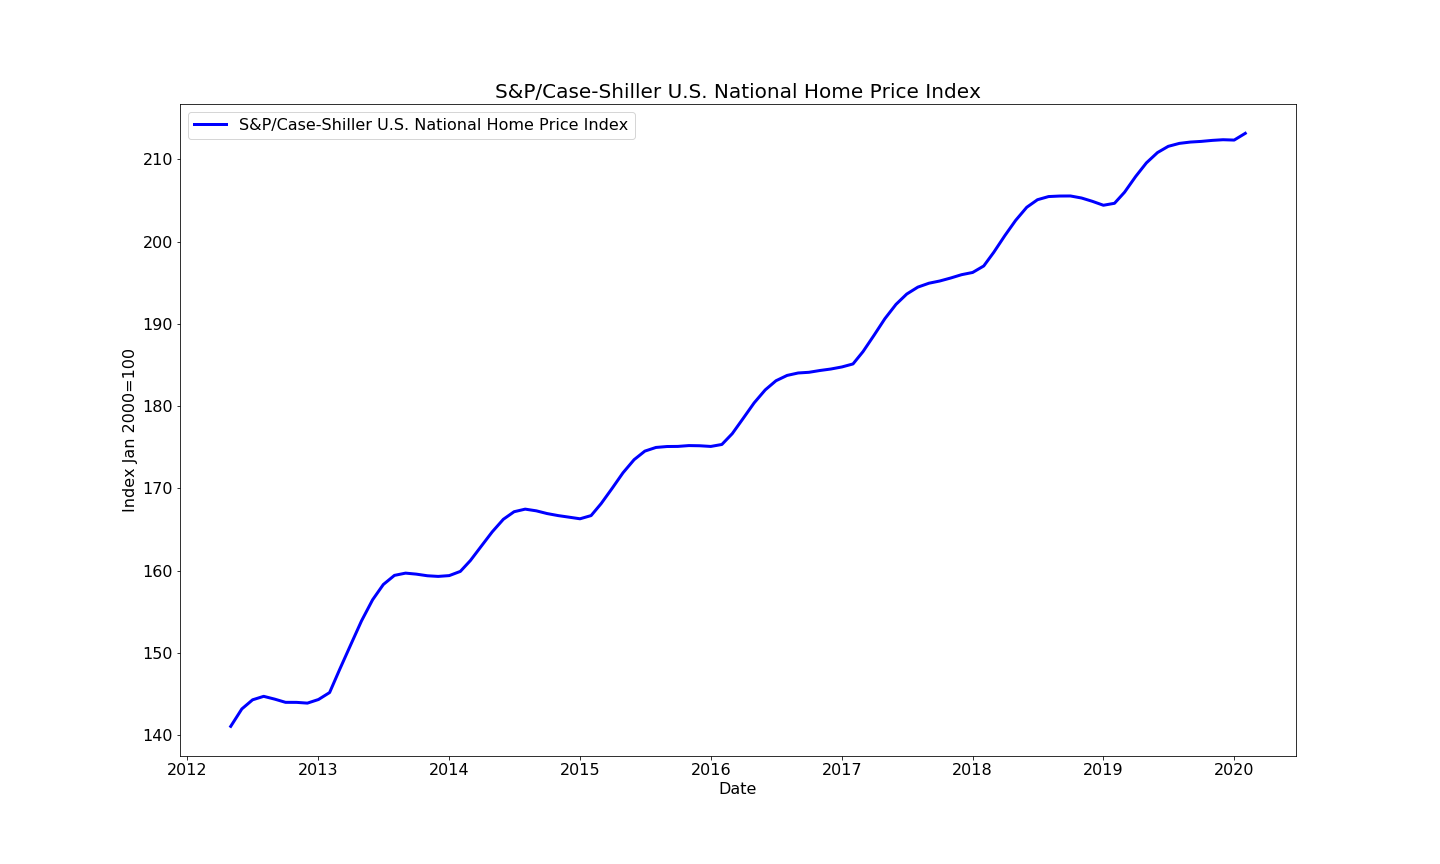 S&P/Case-Shiller U.S. National Home Price Index
S&P/Case-Shiller U.S. National Home Price Index
210
200
190
180
170
160
150
140
Index Jan 2000=100
2012 2013 2014 2015 2016 2017 2018 2019 2020
Date